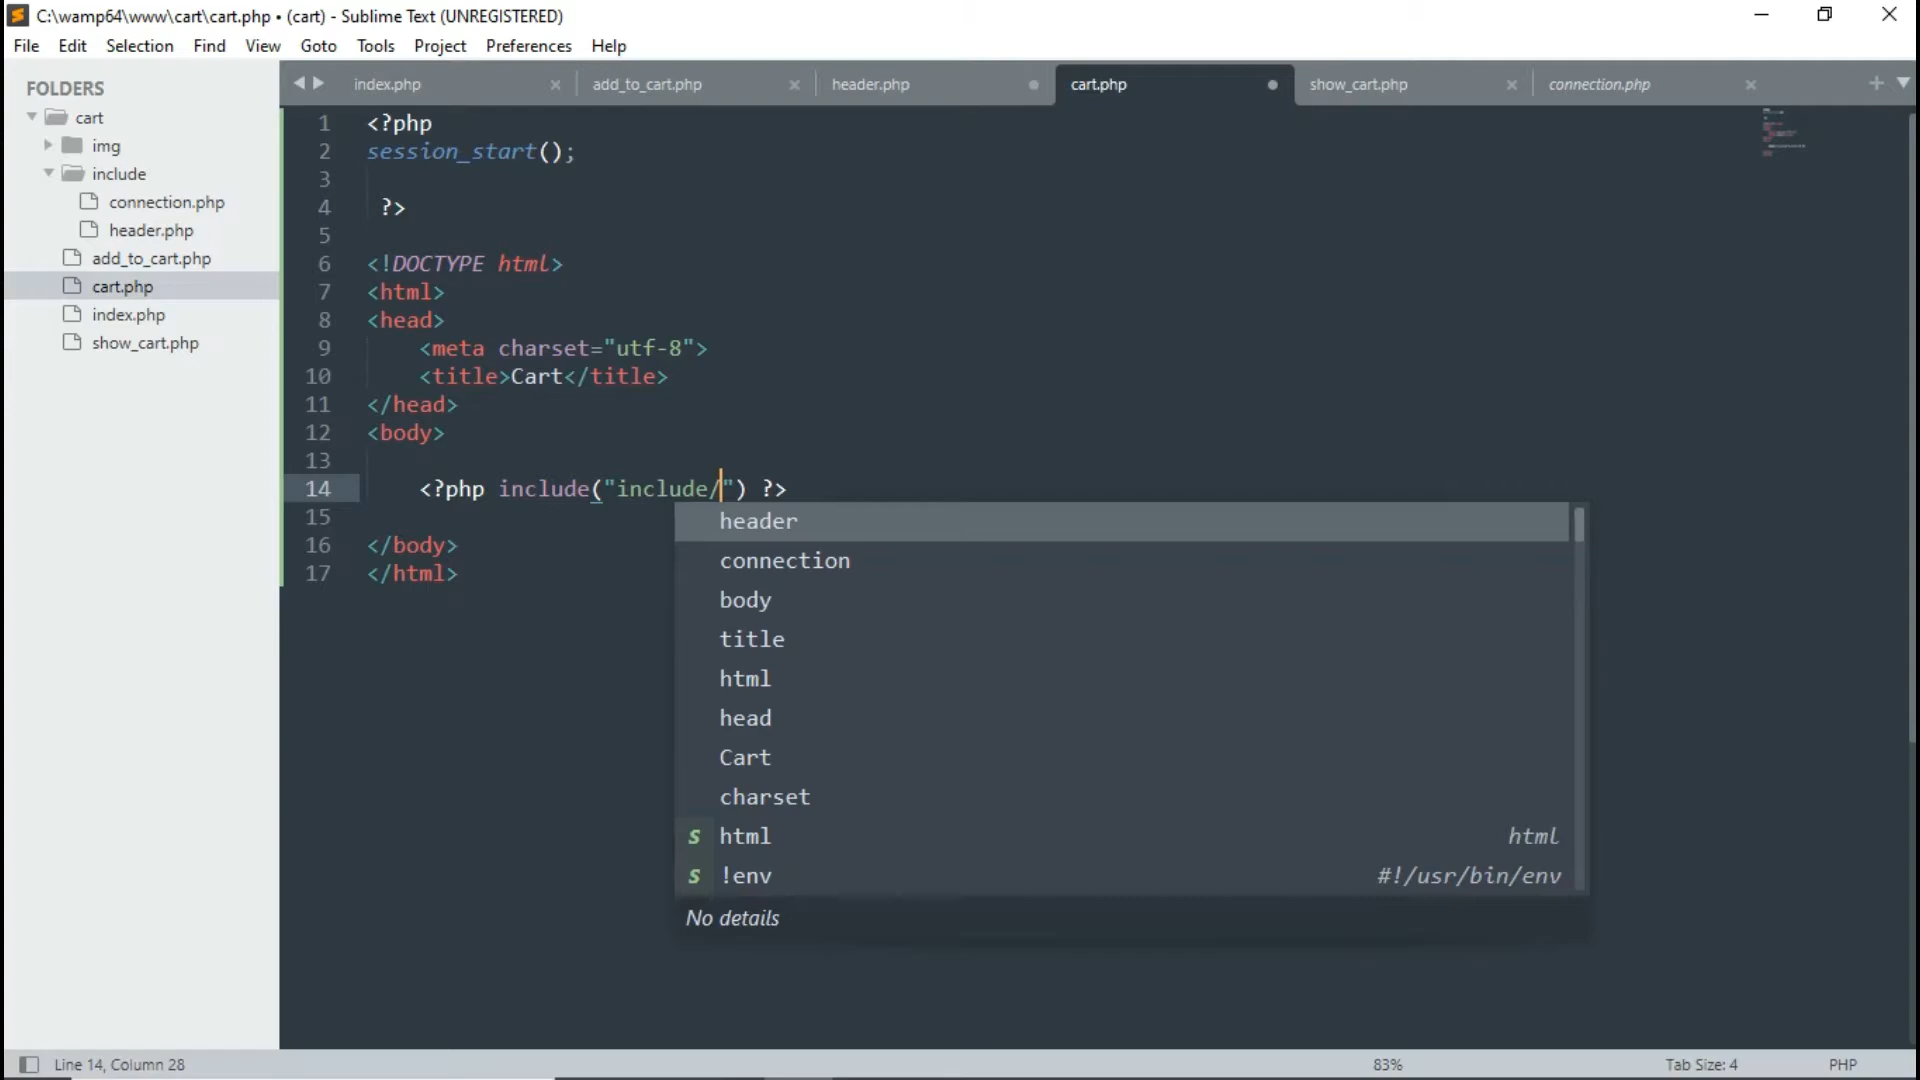 C:\wamp64\www\cart\cart.php • (cart) - Sublime Text (UNREGISTERED)
File Edit Selection Find View Goto Tools Project Preferences Help
FOLDERS
cart
img
include
connection.php
header.php
add_to_cart.php
cart.php
index.php
show_cart.php
index.php add_to_cart.php header.php cart.php show_cart.php connection.php
1 <?php
2 session_start();
3
4 ?>
5
6 <!DOCTYPE html>
7 <html>
8 <head>
9 <meta charset="utf-8">
10 <title>Cart</title>
11 </head>
12 <body>
13
14 <?php include("include/") ?>
15
16 </body>
17 </html>
header
connection
body
title
html
head
Cart
charset
s html html
s !env #!/usr/bin/env
No details
Line 14, Column 28 83% Tab Size: 4 PHP